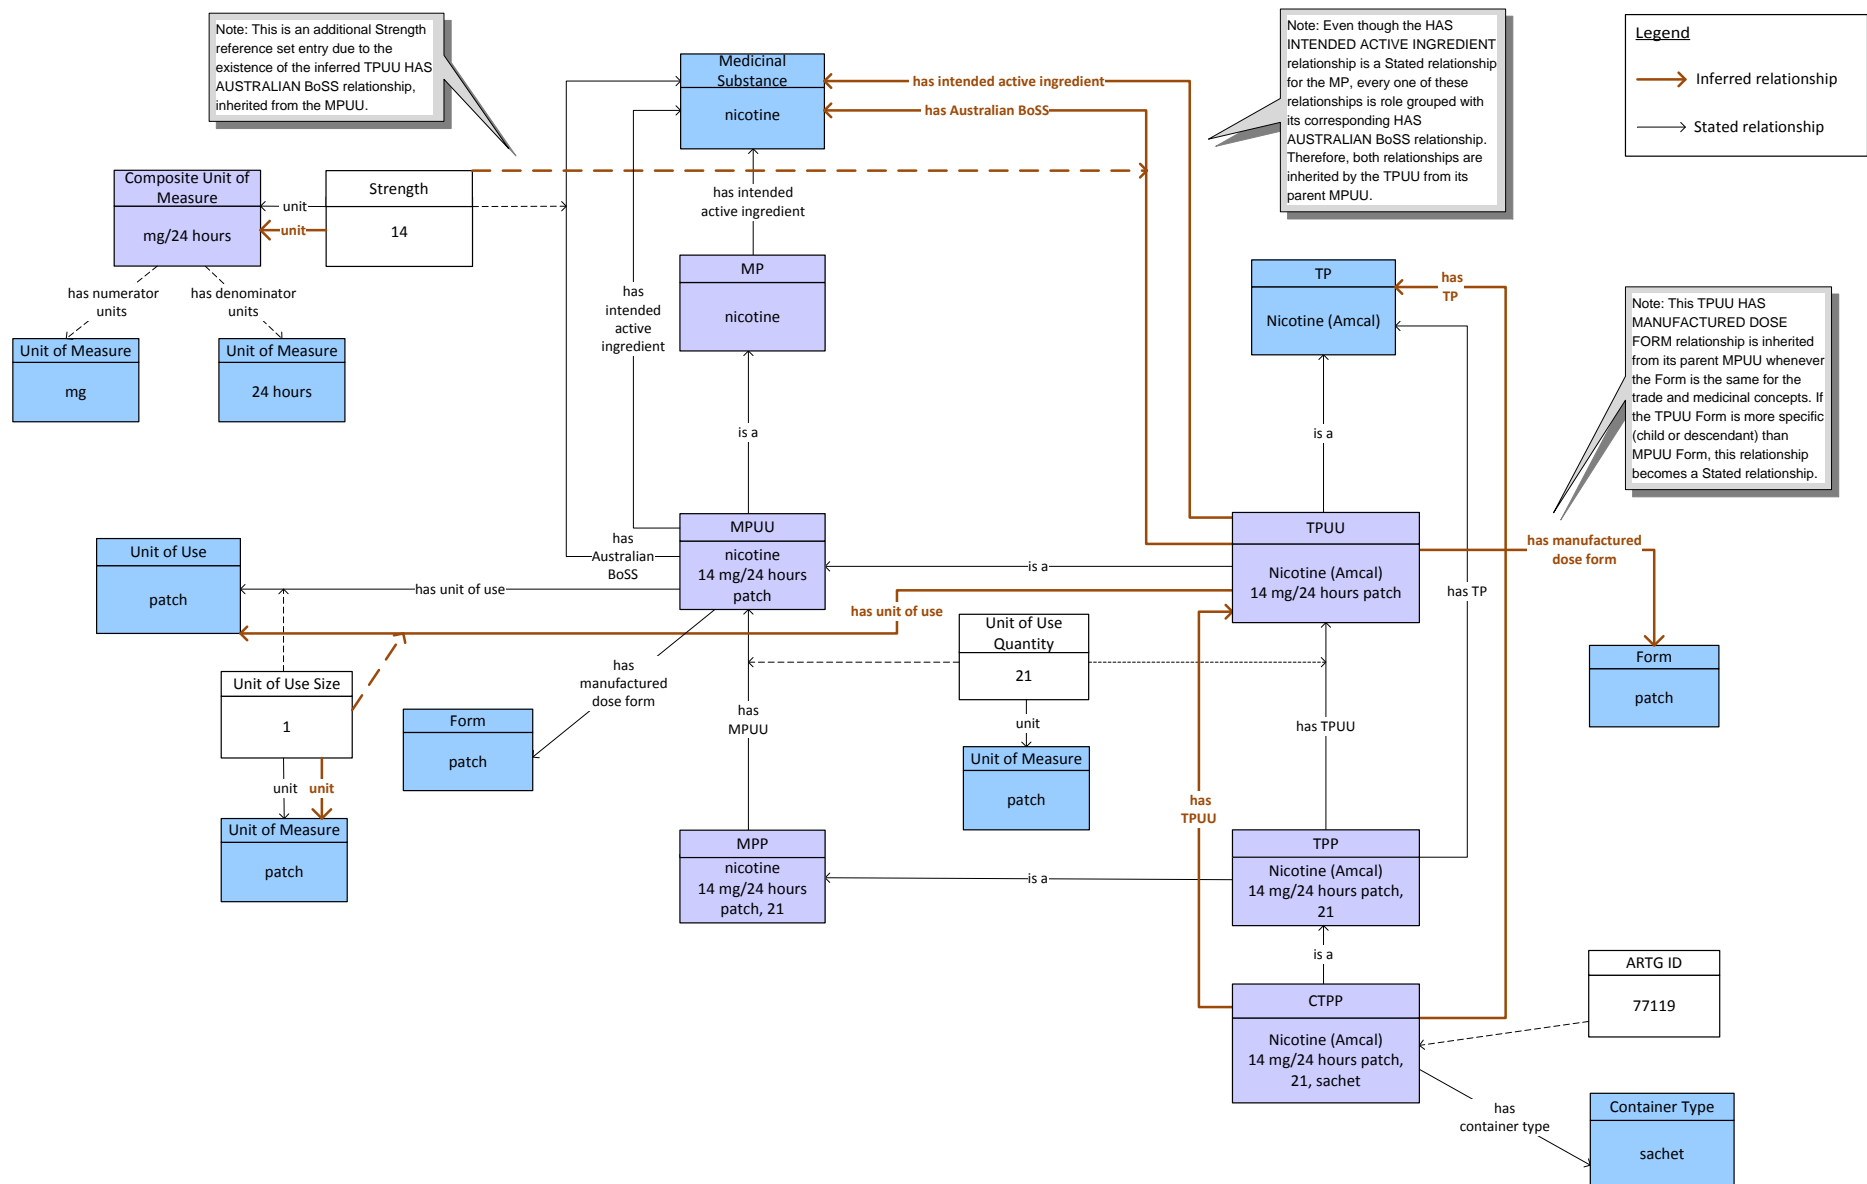 Note: This is an additional Strength
reference set entry due to the
existence of the inferred TPUU HAS
AUSTRALIAN BoSS relationship,
inherited from the MPUU.
Medicinal
Substance
nicotine
has intended active ingredient
has Australian BoSS
Note: Even though the HAS
INTENDED ACTIVE INGREDIENT
relationship is a Stated relationship
for the MP, every one of these
relationships is role grouped with
its corresponding HAS
AUSTRALIAN BoSS relationship.
Therefore, both relationships are
inherited by the TPUU from its
parent MPUU.
Legend
Inferred relationship
Stated relationship
Composite Unit of
Measure
mg/24 hours
unit
unit
Strength
14
has intended
active ingredient
has numerator
units
has denominator
units
Unit of Measure
mg
Unit of Measure
24 hours
has
intended
active
ingredient
MP
nicotine
TP
Nicotine (Amcal)
has
TP
Note: This TPUU HAS
MANUFACTURED DOSE
FORM relationship is inherited
from its parent MPUU whenever
the Form is the same for the
trade and medicinal concepts. If
the TPUU Form is more specific
(child or descendant) than
MPUU Form, this relationship
becomes a Stated relationship.
is a
is a
Unit of Use
patch
has
Australian
BoSS
has unit of use
MPUU
nicotine
14 mg/24 hours
patch
is a
has unit of use
TPUU
Nicotine (Amcal)
14 mg/24 hours patch
has TP
has manufactured
dose form
Unit of Use
Quantity
21
Form
patch
Unit of Use Size
1
has
manufactured
dose form
Form
patch
has
MPUU
unit
has TPUU
Unit of Measure
patch
unit
unit
has
TPUU
Unit of Measure
patch
MPP
nicotine
14 mg/24 hours
patch, 21
is a
TPP
Nicotine (Amcal)
14 mg/24 hours patch,
21
is a
CTPP
Nicotine (Amcal)
14 mg/24 hours patch,
21, sachet
ARTG ID
77119
has
container type
Container Type
sachet